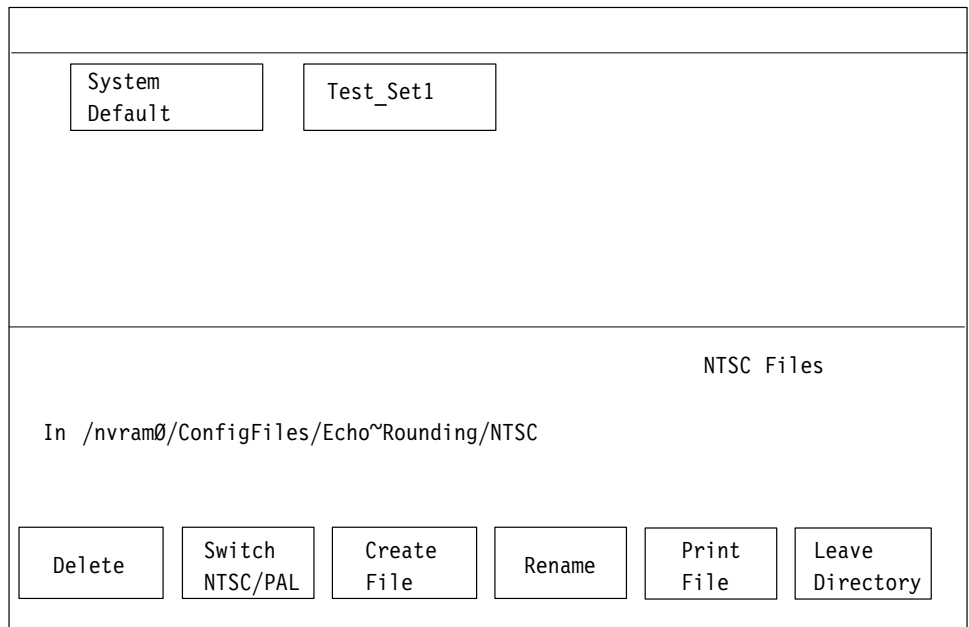 System
Default
Test_Set1
NTSC Files
In /nvram0/ConfigFiles/Echo~Rounding/NTSC
Delete
Switch
NTSC/PAL
Create
File
Rename
Print
File
Leave
Directory